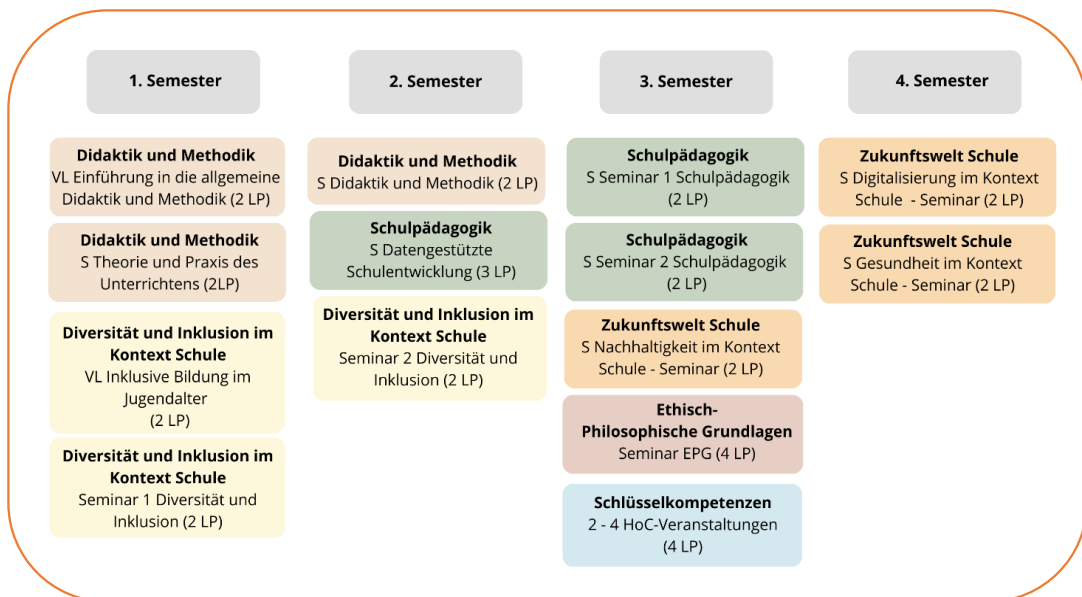 1. Semester
Didaktik und Methodik
VL Einführung in die allgemeine
Didaktik und Methodik (2 LP)
Didaktik und Methodik
S Theorie und Praxis des
Unterrichtens (2LP)
Diversität und Inklusion im
Kontext Schule
VL Inklusive Bildung im
Jugendalter
(2 LP)
Diversität und Inklusion im
Kontext Schule
Seminar 1 Diversität und
Inklusion (2 LP)
2. Semester
Didaktik und Methodik
S Didaktik und Methodik (2 LP)
Schulpädagogik
S Datengestützte
Schulentwicklung (3 LP)
Diversität und Inklusion im
Kontext Schule
Seminar 2 Diversität und
Inklusion (2 LP)
3. Semester
Schulpädagogik
S Seminar 1 Schulpädagogik
(2 LP)
Schulpädagogik
S Seminar 2 Schulpädagogik
(2 LP)
Zukunftswelt Schule
S Nachhaltigkeit im Kontext
Schule - Seminar (2 LP)
Ethisch-
Philosophische Grundlagen
Seminar EPG (4 LP)
Schlüsselkompetenzen
2 - 4 HoC-Veranstaltungen
(4 LP)
4. Semester
Zukunftswelt Schule
S Digitalisierung im Kontext
Schule - Seminar (2 LP)
Zukunftswelt Schule
S Gesundheit im Kontext
Schule - Seminar (2 LP)